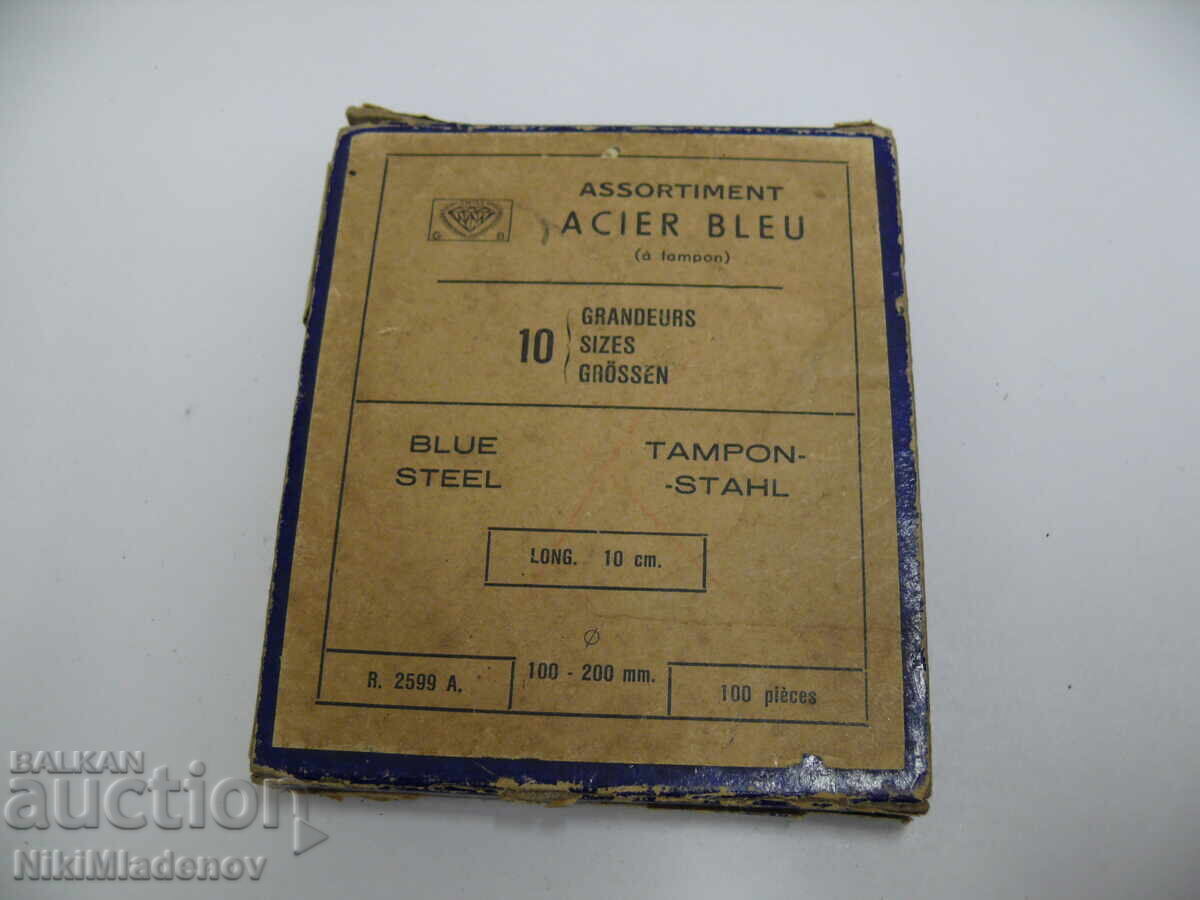 ASSORTIMENT
ACIER BLEU
(à tampon)
G B
10
GRANDEURS
SIZES
GRÖSSEN
BLUE
STEEL
TAMPON-
-STAHL
LONG. 10 cm.
Ø
R. 2599 A.
100 - 200 mm.
100 pièces
BALKAN
auction
NikiMladenov